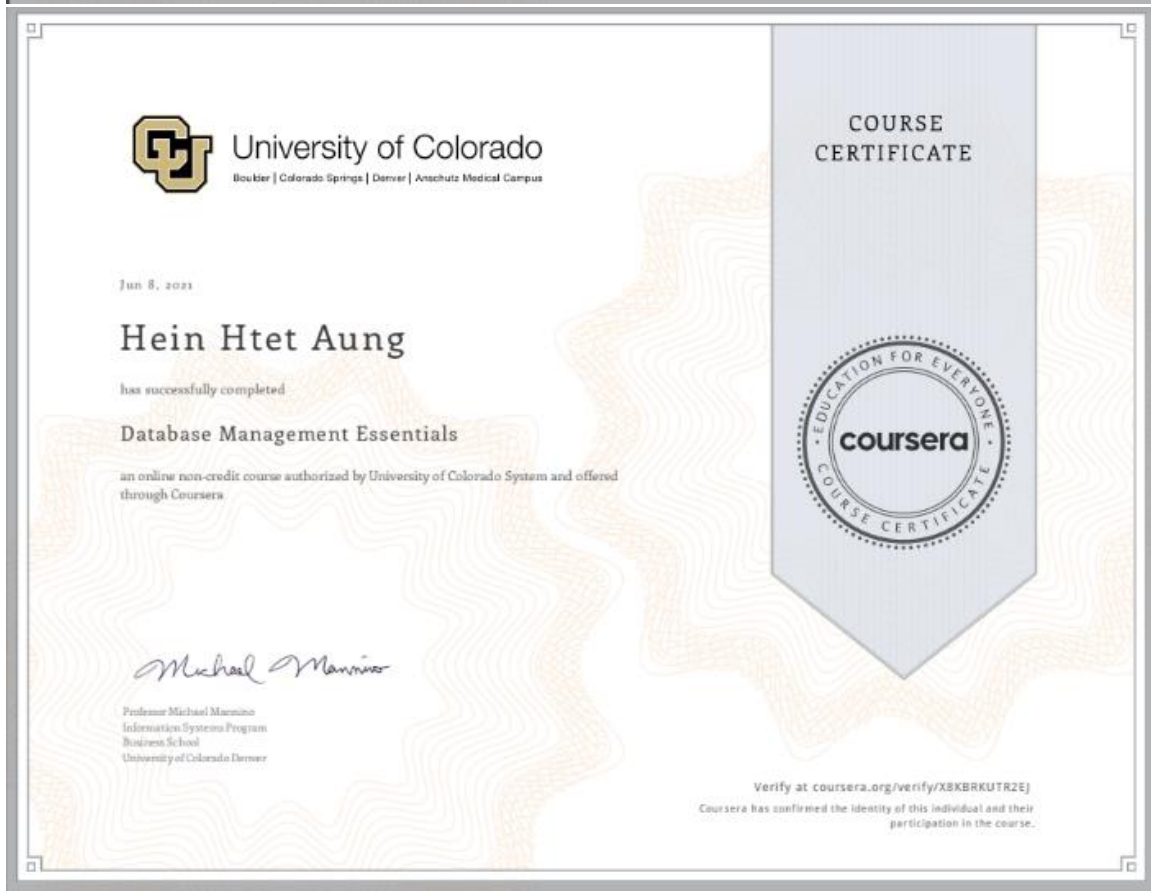 University of Colorado
Boulder | Colorado Springs | Denver | Anschutz Medical Campus
COURSE
CERTIFICATE
Jun 8, 2021
Hein Htet Aung
has successfully completed
Database Management Essentials
an online non-credit course authorized by University of Colorado System and offered
through Coursera
EDUCATION FOR EVERYONE
coursera
COURSE CERTIFICATE
Michael Mannino
Professor Michael Mannino
Information Systems Program
Business School
University of Colorado Denver
Verify at coursera.org/verify/X8KBRKUTR2EJ
Coursera has confirmed the identity of this individual and their
participation in the course.